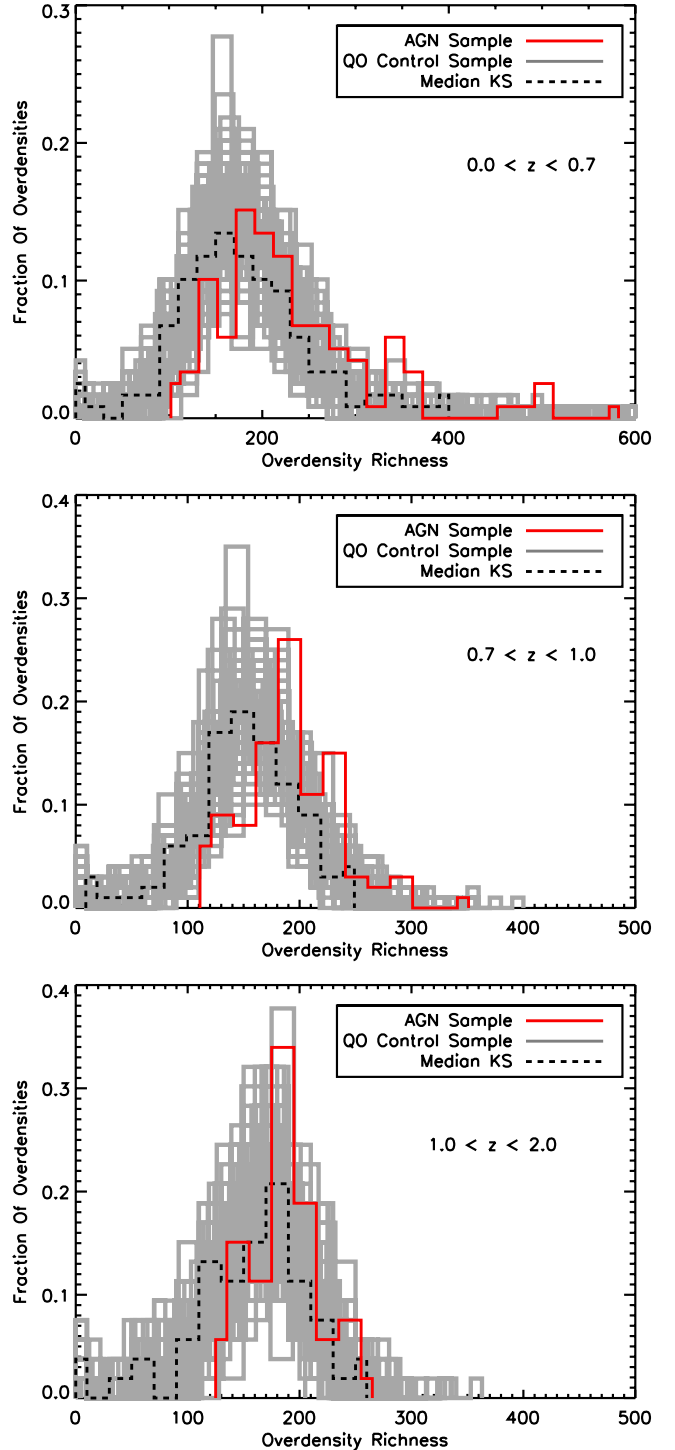 0.3
AGN Sample
QO Control Sample
Median KS
0.2
0.0 < z < 0.7
Fraction Of Overdensities
0.1
0.0
0 200 400 600
Overdensity Richness
0.4
AGN Sample
QO Control Sample
Median KS
0.3
0.7 < z < 1.0
Fraction Of Overdensities
0.2
0.1
0.0
0 100 200 300 400 500
Overdensity Richness
0.4
AGN Sample
QO Control Sample
Median KS
0.3
1.0 < z < 2.0
Fraction Of Overdensities
0.2
0.1
0.0
0 100 200 300 400 500
Overdensity Richness